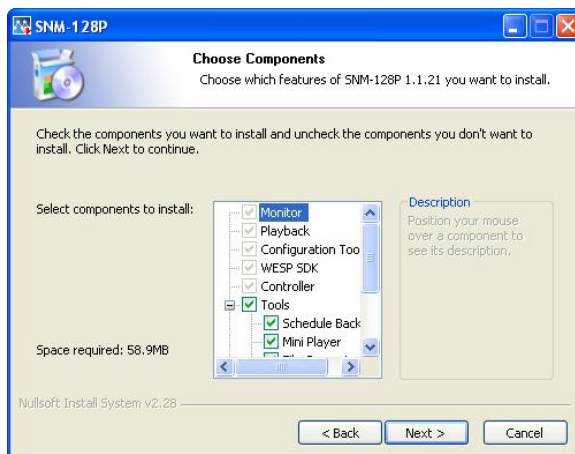 SNM-128P
Choose Components
Choose which features of SNM-128P 1.1.21 you want to install.
Check the components you want to install and uncheck the components you don't want to
install. Click Next to continue.
Select components to install:
Monitor
Playback
Configuration Too
WESP SDK
Controller
Tools
Schedule Back
Mini Player
Description
Position your mouse
over a component to
see its description.
Space required: 58.9MB
Nullsoft Install System v2.28
< Back
Next >
Cancel